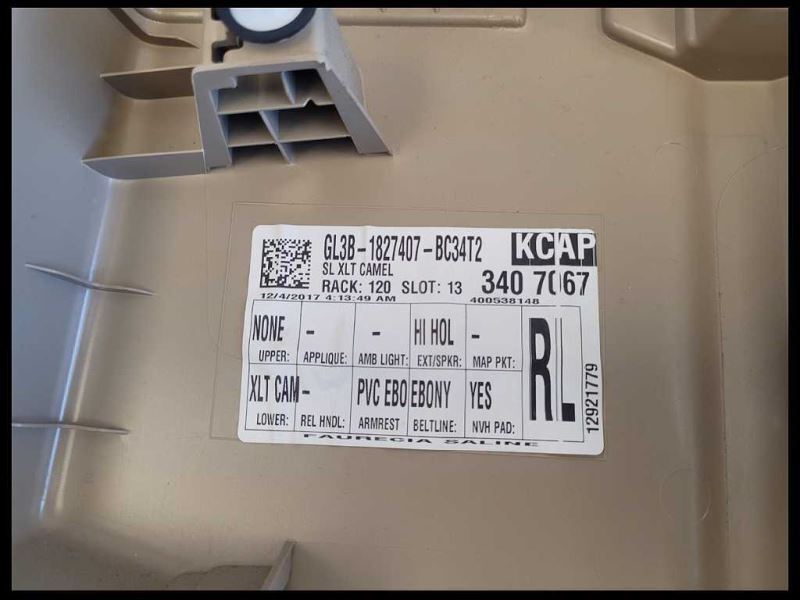 GL3B-1827407-BC34T2 KCAP
SL XLT CAMEL
RACK: 120 SLOT: 13 340 7067
12/4/2017 4:13:49 AM 400538148
NONE - - HI HOL -
UPPER: APPLIQUE: AMB LIGHT: EXT/SPKR: MAP PKT:
RL
XLT CAM - PVC EBO EBONY YES
LOWER: REL HNDL: ARMREST BELTLINE: NVH PAD:
12921779
FAURECIA SALINE